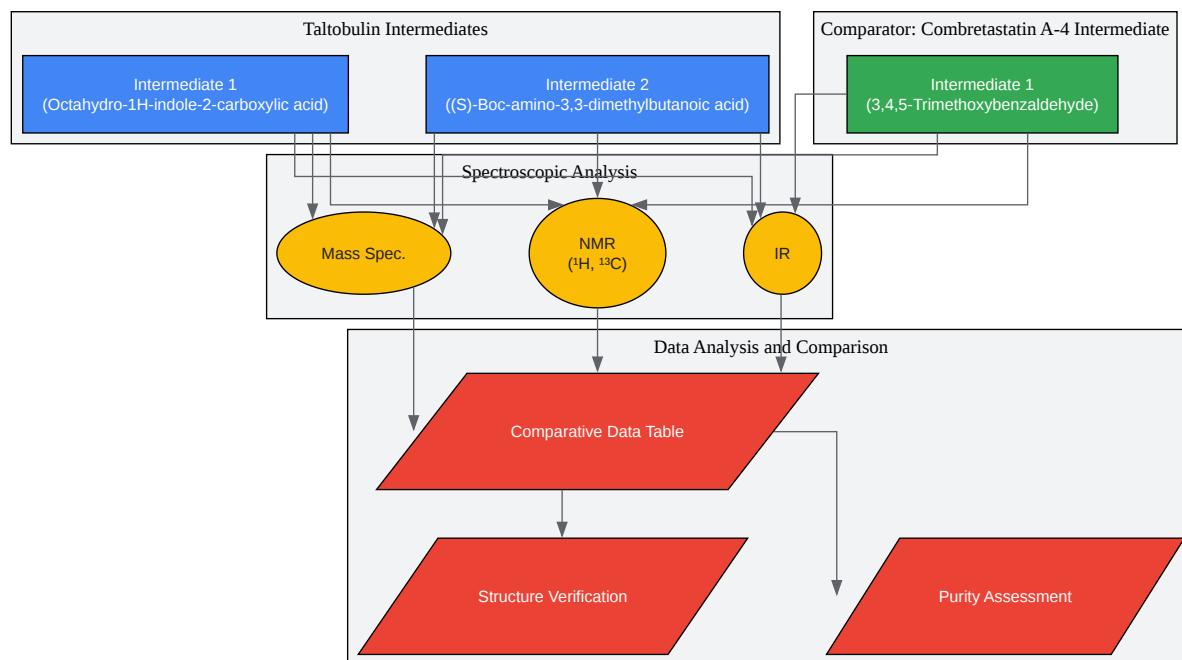 Taltobulin Intermediates
Comparator: Combretastatin A-4 Intermediate
Intermediate 1
(Octahydro-1H-indole-2-carboxylic acid)
Intermediate 2
((S)-Boc-amino-3,3-dimethylbutanoic acid)
Intermediate 1
(3,4,5-Trimethoxybenzaldehyde)
Spectroscopic Analysis
Mass Spec.
NMR
(¹H, ¹³C)
IR
Data Analysis and Comparison
Comparative Data Table
Structure Verification
Purity Assessment